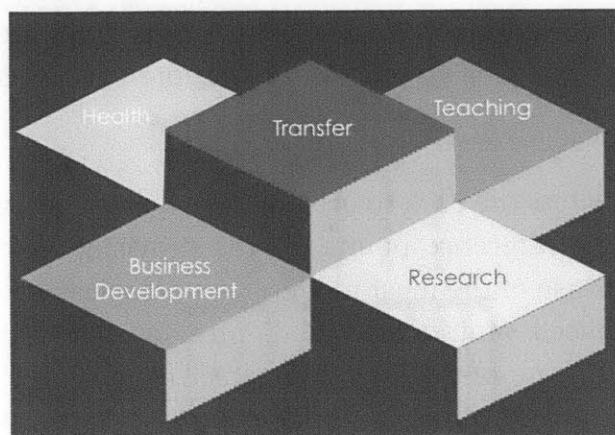 Health
Transfer
Teaching
Business
Development
Research